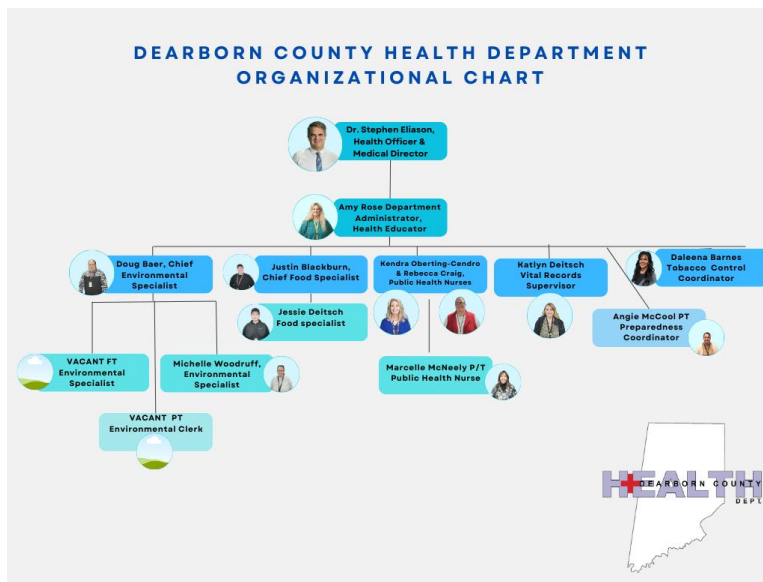 DEARBORN COUNTY HEALTH DEPARTMENT
ORGANIZATIONAL CHART
Dr. Stephen Eliason,
Health Officer &
Medical Director
Amy Rose Department
Administrator,
Health Educator
Doug Baer, Chief
Environmental
Specialist
Justin Blackburn,
Chief Food Specialist
Kendra Oberting-Cendro
& Rebecca Craig,
Public Health Nurses
Katlyn Deitsch
Vital Records
Supervisor
Daleena Barnes
Tobacco Control
Coordinator
Jessie Deitsch
Food specialist
Angie McCool PT
Preparedness
Coordinator
VACANT FT
Environmental
Specialist
Michelle Woodruff,
Environmental
Specialist
Marcelle McNeely P/T
Public Health Nurse
VACANT PT
Environmental Clerk
HEALTH
DEARBORN COUNTY
DEPT.